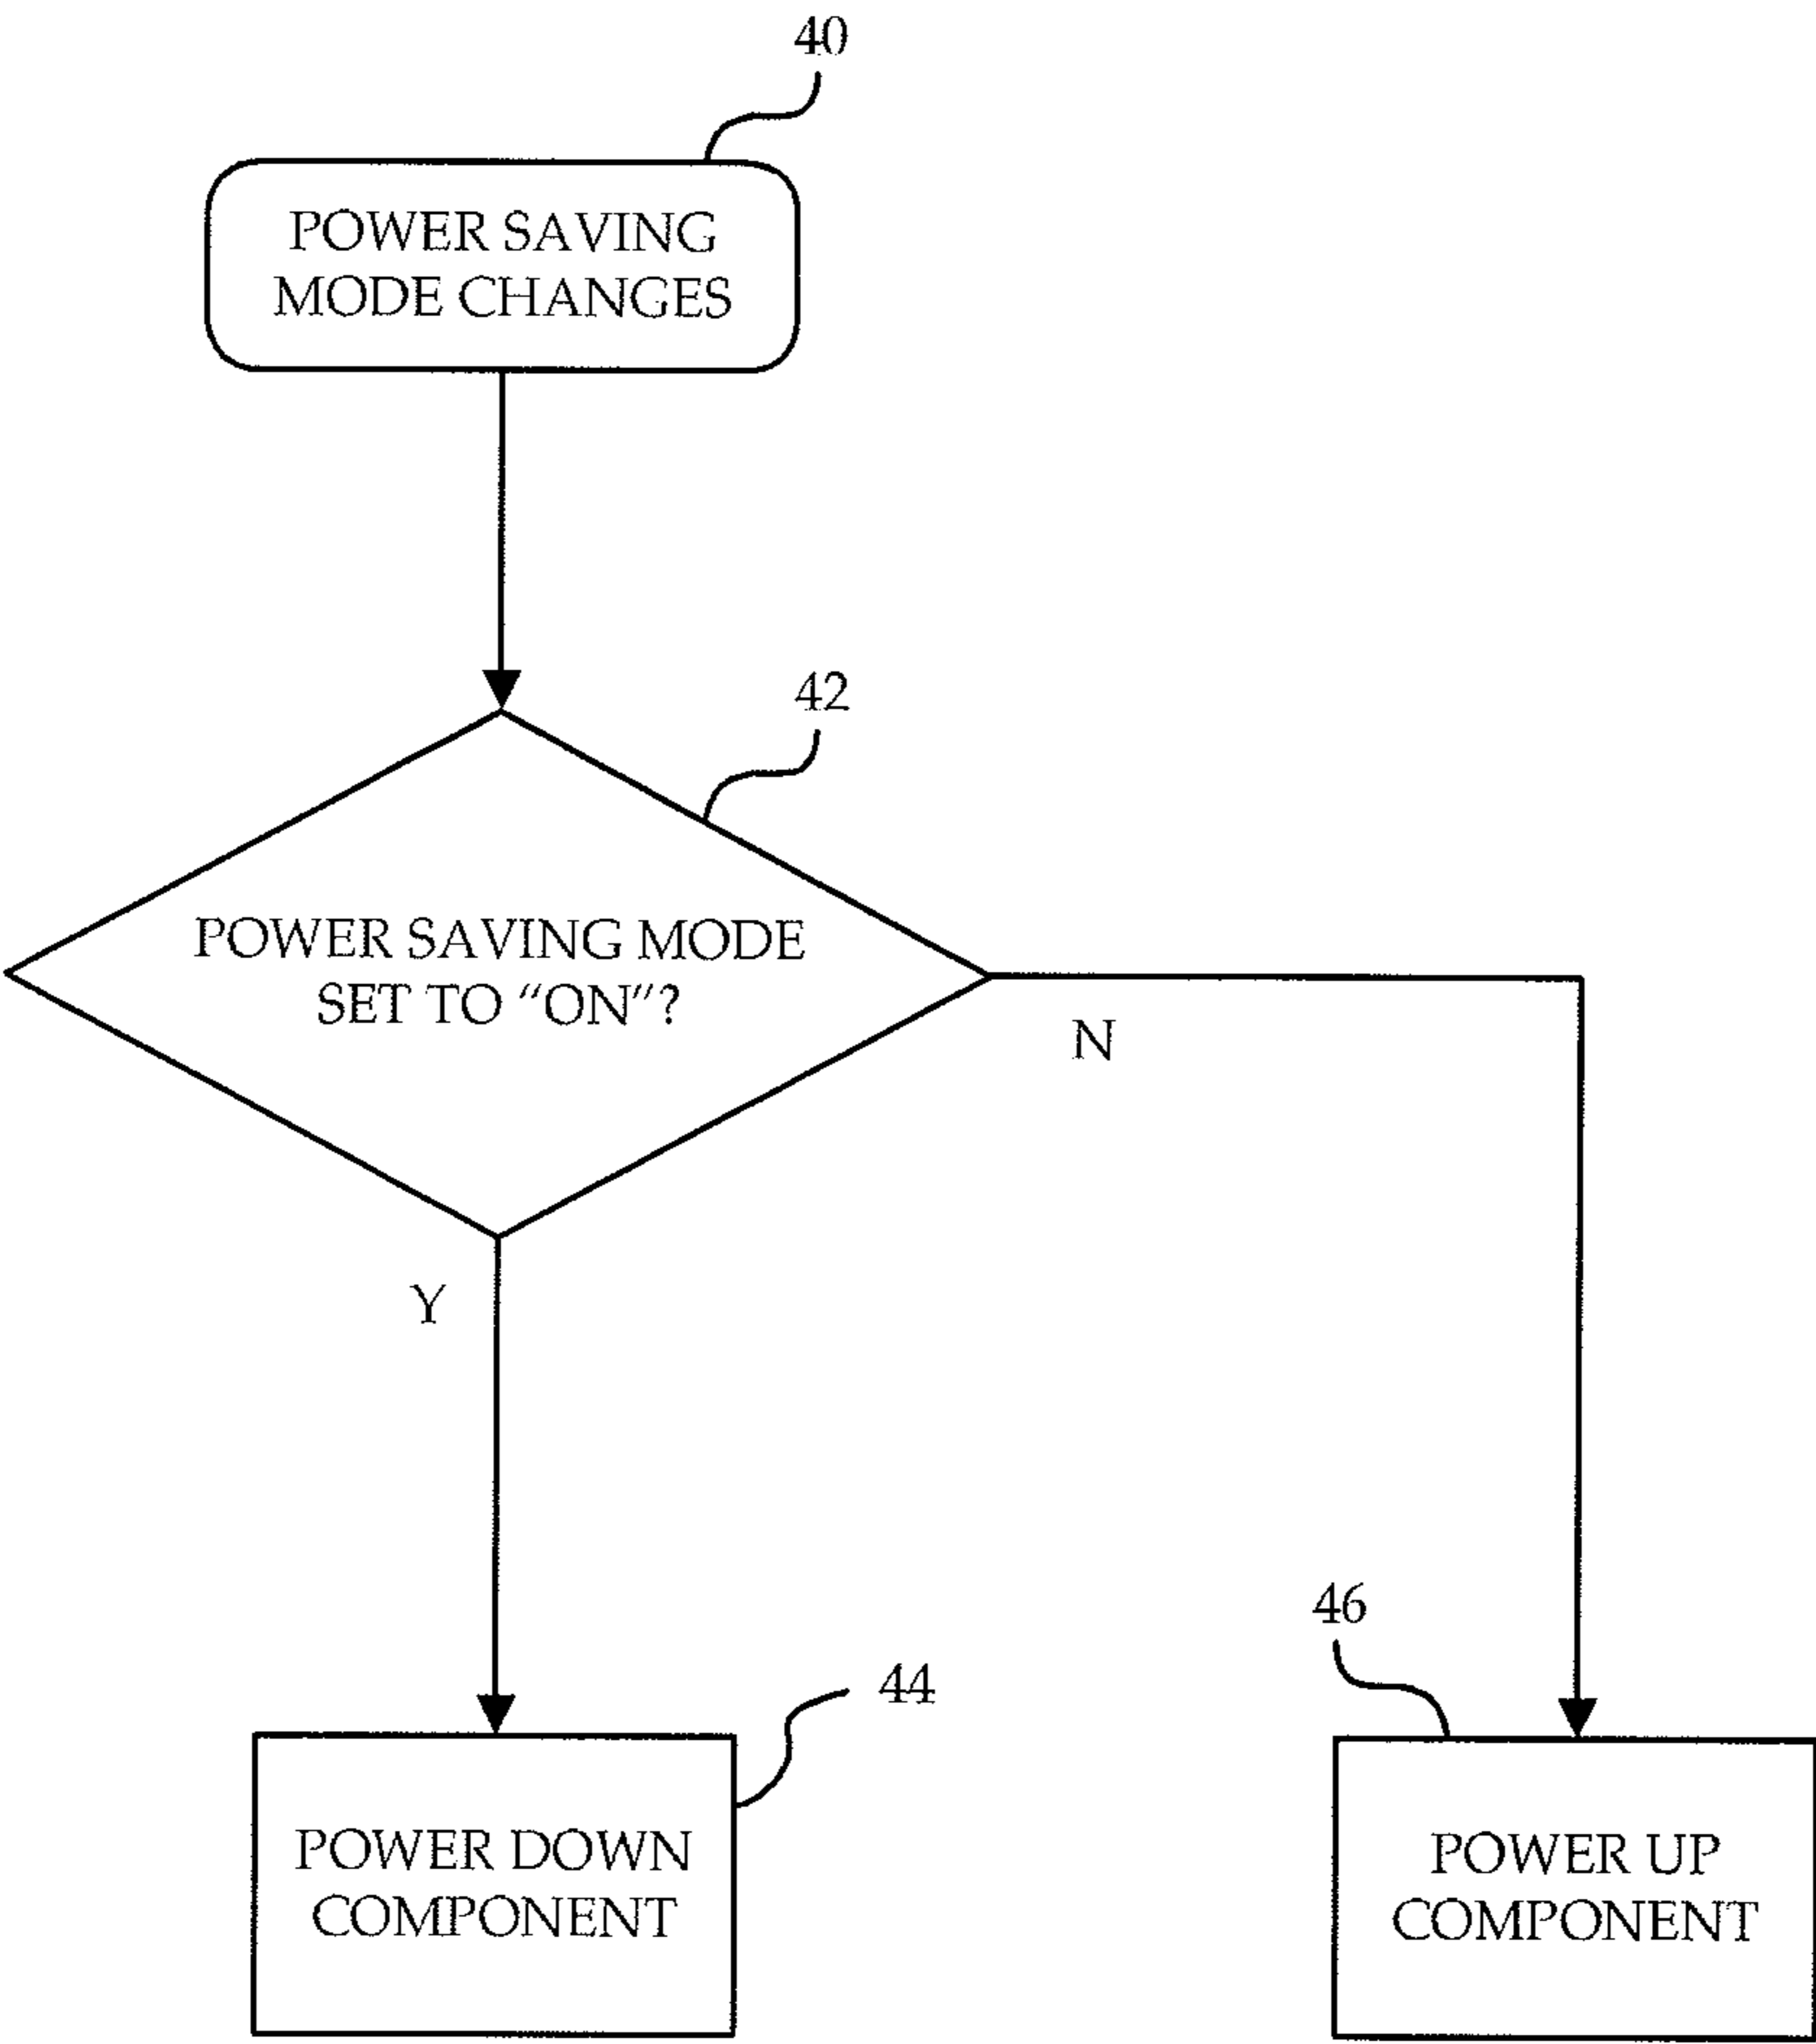 40
POWER SAVING
MODE CHANGES
42
POWER SAVING MODE
SET TO “ON”?
N
Y
46
44
POWER DOWN
COMPONENT
POWER UP
COMPONENT